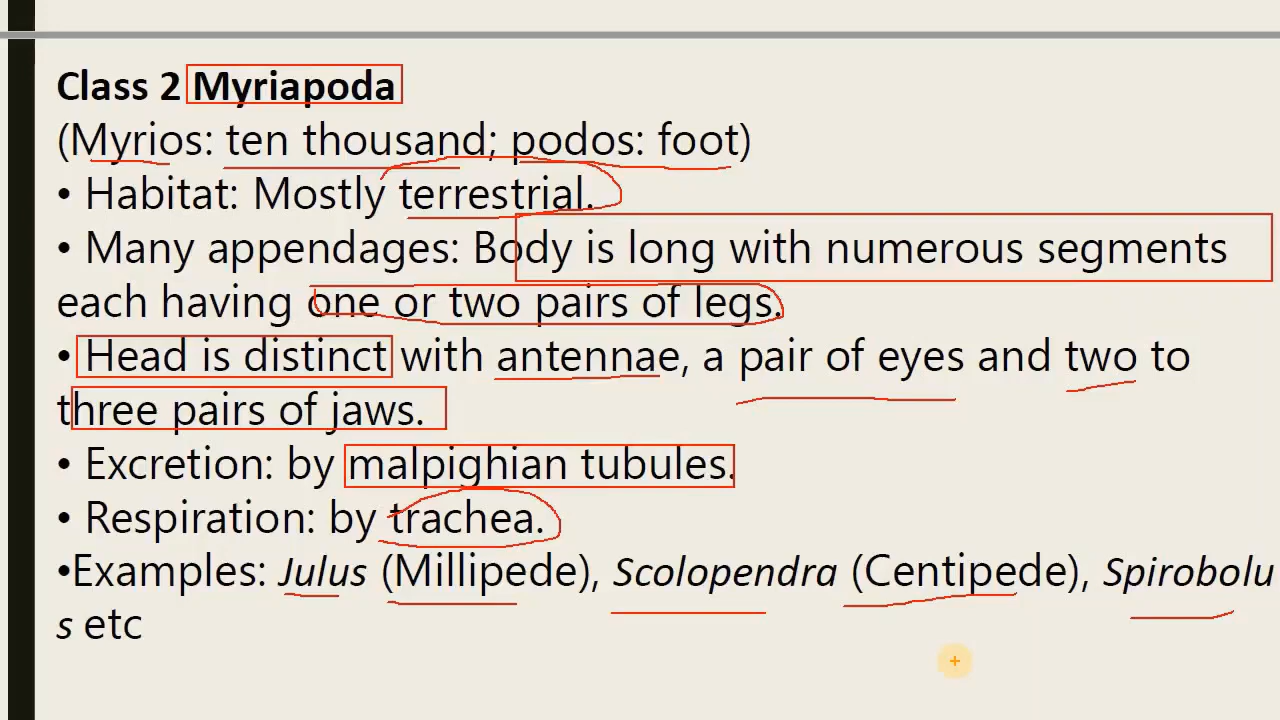 Class 2 Myriapoda
(Myrios: ten thousand; podos: foot)
• Habitat: Mostly terrestrial.
• Many appendages: Body is long with numerous segments
each having one or two pairs of legs.
• Head is distinct with antennae, a pair of eyes and two to
three pairs of jaws.
• Excretion: by malpighian tubules.
• Respiration: by trachea.
•Examples: Julus (Millipede), Scolopendra (Centipede), Spirobolu
s etc